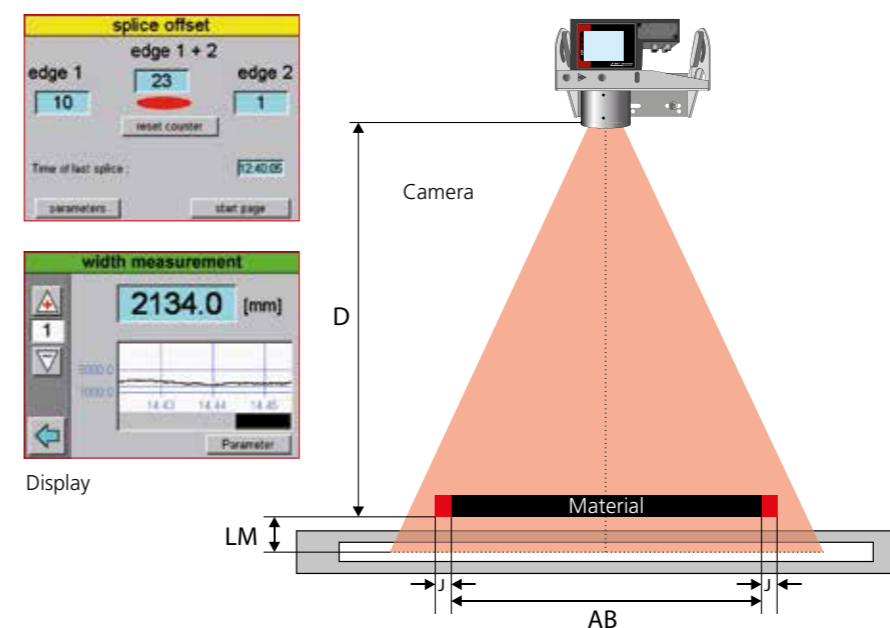 splice offset
edge 1 + 2
edge 1
edge 2
23
10
1
reset counter
Time of last splice :
12:40:05
parameters
start page
width measurement
2134.0 [mm]
1
5000.0
1000.0
14.43 14.44 14.45
Parameter
Display
Camera
D
Material
LM
J
J
AB